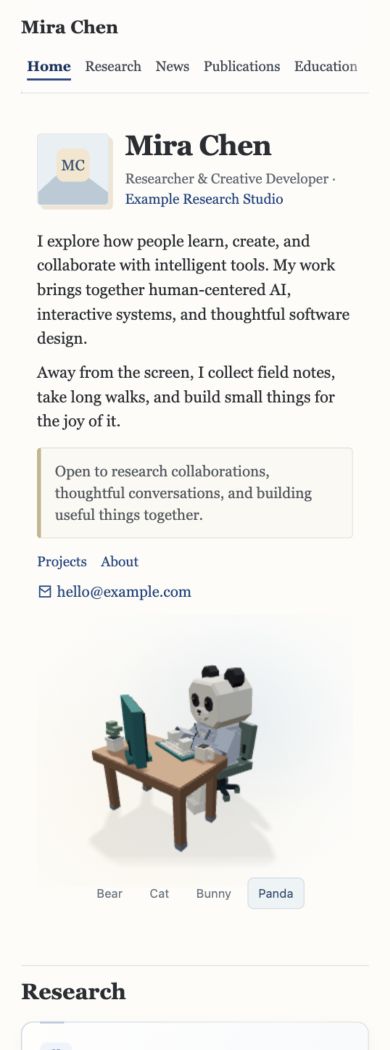 Mira Chen
Home Research News Publications Education
MC
Mira Chen
Researcher & Creative Developer ·
Example Research Studio
I explore how people learn, create, and
collaborate with intelligent tools. My work
brings together human-centered AI,
interactive systems, and thoughtful software
design.
Away from the screen, I collect field notes,
take long walks, and build small things for
the joy of it.
Open to research collaborations,
thoughtful conversations, and building
useful things together.
Projects About
hello@example.com
Bear Cat Bunny Panda
Research